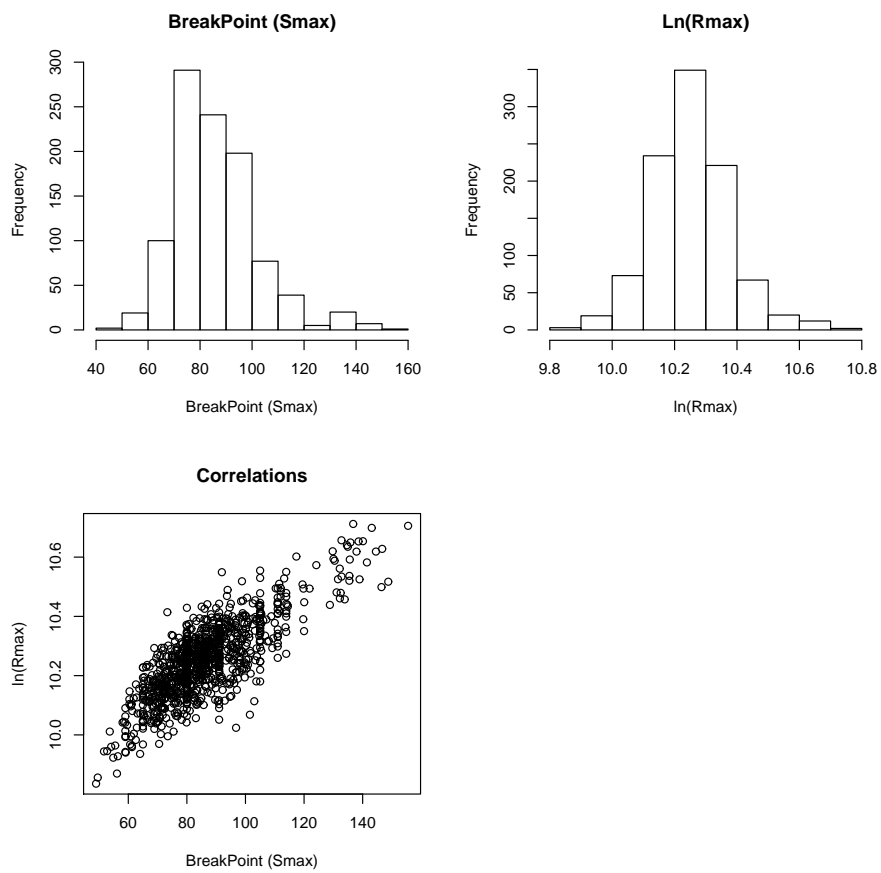 BreakPoint (Smax)
Frequency
0 50 100 150 200 250 300
40 60 80 100 120 140 160
BreakPoint (Smax)
Ln(Rmax)
Frequency
0 50 100 200 300
9.8 10.0 10.2 10.4 10.6 10.8
ln(Rmax)
Correlations
ln(Rmax)
10.0 10.2 10.4 10.6
60 80 100 120 140
BreakPoint (Smax)